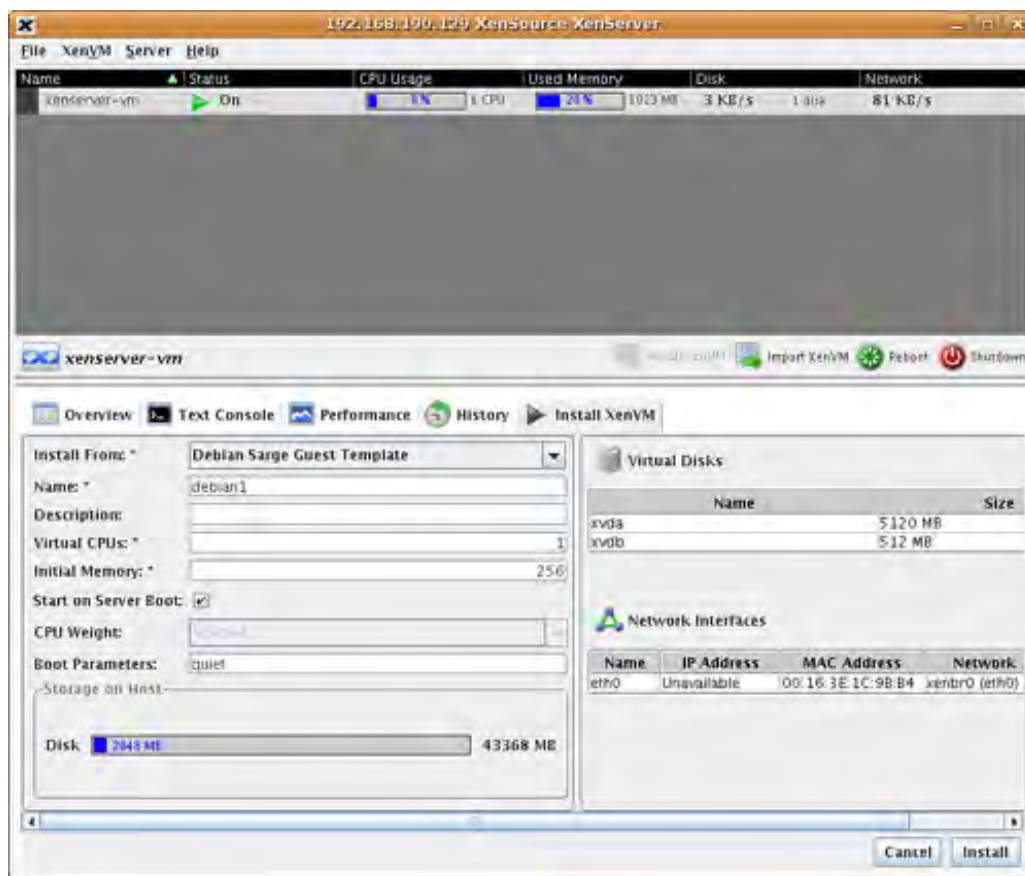 192.168.190.129 XenSource XenServer
File XenVM Server Help
Name Status CPU Usage Used Memory Disk Network
xenserver-vm On 1 CPU 1023 MB 3 KB/s 81 KB/s
xenserver-vm Import XenVM Reboot Shutdown
Overview Text Console Performance History Install XenVM
Install From: * Debian Sarge Guest Template
Name: * debian1
Description:
Virtual CPUs: * 1
Initial Memory: * 256
Start on Server Boot:
CPU Weight:
Boot Parameters: quiet
Storage on Host
Disk 43368 MB
Virtual Disks
Name Size
xvda 5120 MB
xvdb 512 MB
Network Interfaces
Name IP Address MAC Address Network
eth0 Unavailable 00:16:3E:1C:9B:B4 xenbr0 (eth0)
Cancel Install